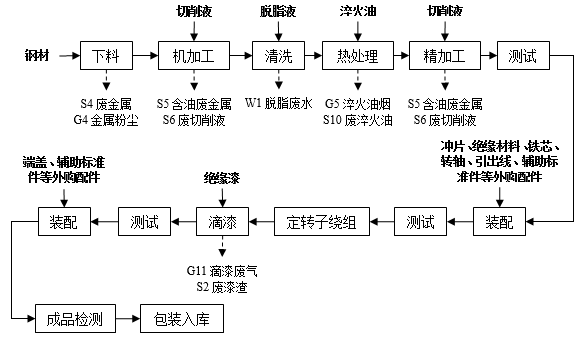 切削液
脱脂液
淬火油
切削液
钢材
下料
机加工
清洗
热处理
精加工
测试
S4 废金属
G4 金属粉尘
S5 含油废金属
S6 废切削液
W1 脱脂废水
G5 淬火油烟
S10 废淬火油
S5 含油废金属
S6 废切削液
冲片、绝缘材料、铁芯、
转轴、引出线、辅助标
准件等外购配件
端盖、辅助标准
件等外购配件
绝缘漆
装配
测试
滴漆
定转子绕组
测试
装配
G11 滴漆废气
S2 废漆渣
成品检测
包装入库